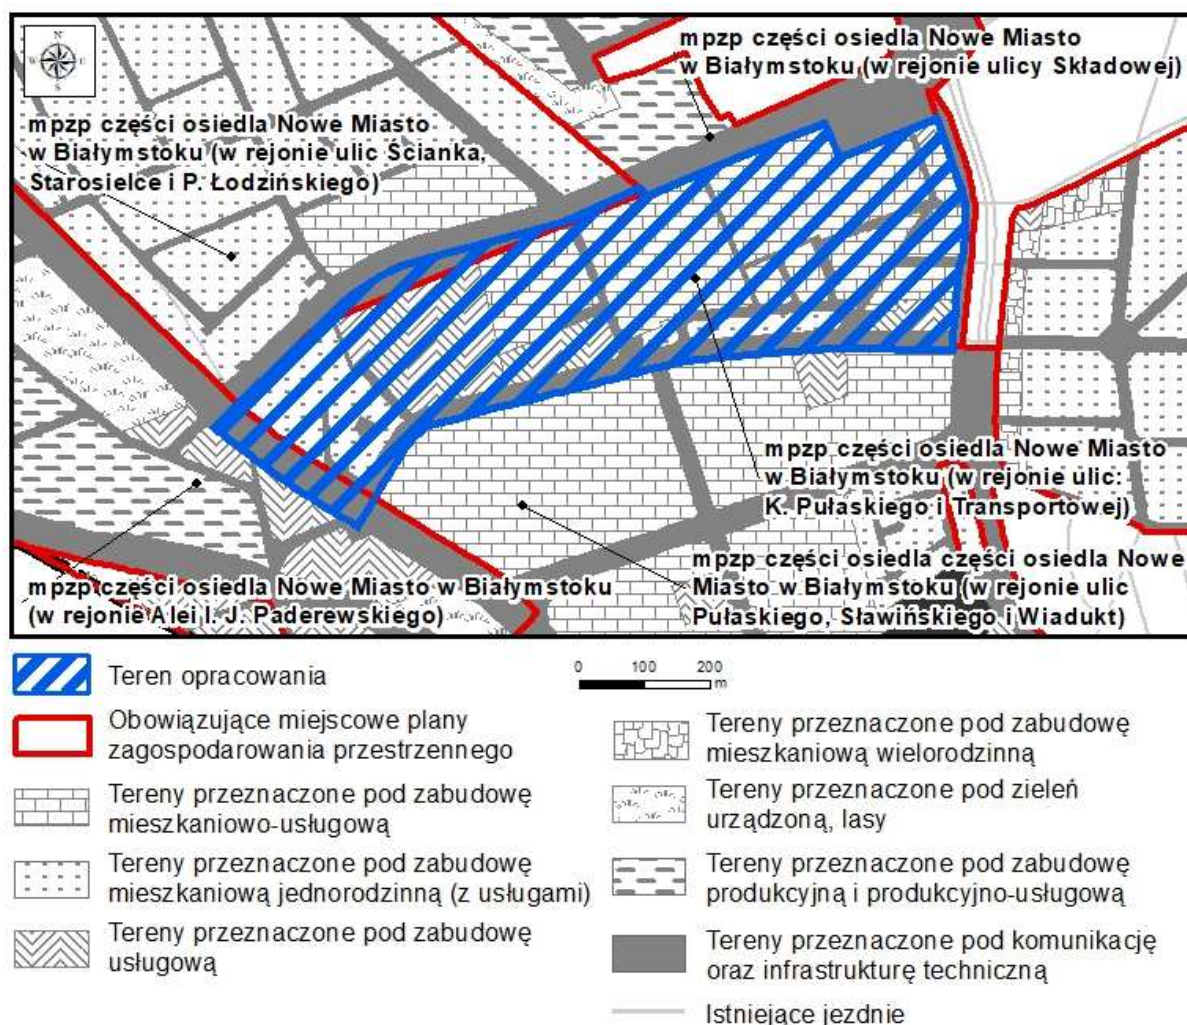 N
W
E
S
mpzp części osiedla Nowe Miasto
w Białymstoku (w rejonie ulicy Składowej)
mpzp części osiedla Nowe Miasto
w Białymstoku (w rejonie ulic Ścianka,
Starosielce i P. Łodzińskiego)
mpzp części osiedla Nowe Miasto
w Białymstoku (w rejonie ulic:
K. Pułaskiego i Transportowej)
mpzp części osiedla części osiedla Nowe
Miasto w Białymstoku (w rejonie ulic
Pułaskiego, Sławińskiego i Wiadukt)
mpzp części osiedla Nowe Miasto w Białymstoku
(w rejonie Alei I. J. Paderewskiego)
Teren opracowania
0 100 200
m
Obowiązujące miejscowe plany
zagospodarowania przestrzennego
Tereny przeznaczone pod zabudowę
mieszkaniowo-usługową
Tereny przeznaczone pod zabudowę
mieszkaniową jednorodzinną (z usługami)
Tereny przeznaczone pod zabudowę
usługową
Tereny przeznaczone pod zabudowę
mieszkaniową wielorodzinną
Tereny przeznaczone pod zieleń
urządzoną, lasy
Tereny przeznaczone pod zabudowę
produkcyjną i produkcyjno-usługową
Tereny przeznaczone pod komunikację
oraz infrastrukturę techniczną
Istniejące jezdnie